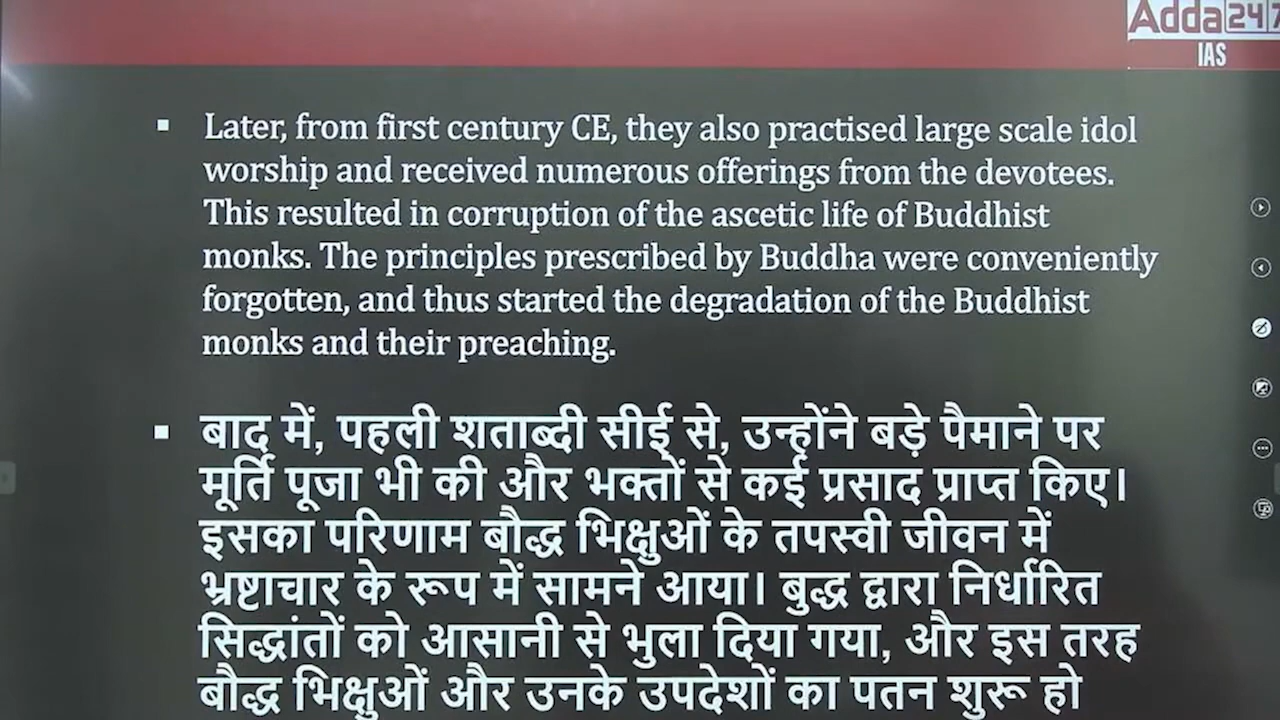 Adda247
IAS
▪ Later, from first century CE, they also practised large scale idol
worship and received numerous offerings from the devotees.
This resulted in corruption of the ascetic life of Buddhist
monks. The principles prescribed by Buddha were conveniently
forgotten, and thus started the degradation of the Buddhist
monks and their preaching.
▪ बाद में, पहली शताब्दी सीई से, उन्होंने बड़े पैमाने पर
मूर्ति पूजा भी की और भक्तों से कई प्रसाद प्राप्त किए।
इसका परिणाम बौद्ध भिक्षुओं के तपस्वी जीवन में
भ्रष्टाचार के रूप में सामने आया। बुद्ध द्वारा निर्धारित
सिद्धांतों को आसानी से भुला दिया गया, और इस तरह
बौद्ध भिक्षुओं और उनके उपदेशों का पतन शुरू हो